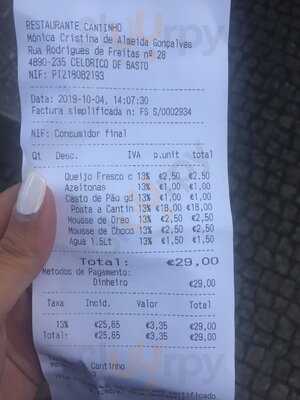 RESTAURANTE CANTINHO
Mónica Cristina de Almeida Gonçalves
Rua Rodrigues de Freitas nº 28
4890-235 CELORICO DE BASTO
NIF: PT218082193
Data: 2019-10-04, 14:07:30
Factura simplificada n: FS S/0002934
NIF: Consumidor final
Qt Desc. IVA p.unit total
Queijo Fresco c 13% €2,50 €2,50
Azeitonas 13% €1,00 €1,00
Casto de Pão gd 13% €1,00 €1,00
Posta a Cantin 13% €18,00 €18,00
Mousse de Oreo 13% €2,50 €2,50
Mousse de Choco 13% €2,50 €2,50
Agua 1.5Lt 13% €1,50 €1,50
Total: €29,00
Metodos de Pagamento:
Dinheiro €29,00
Taxa Incid. Valor Total
13% €25,65 €3,35 €29,00
Total: €25,65 €3,35 €29,00
Cantinho